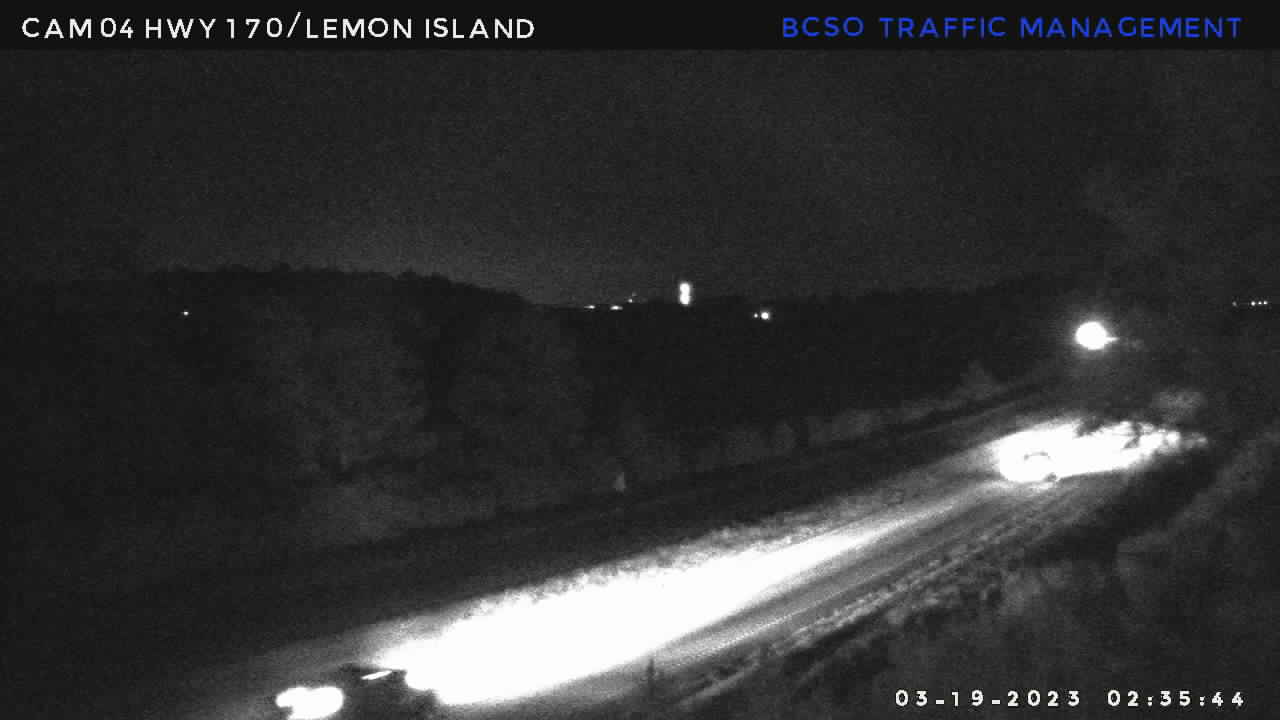 CAM04 HWY 170/LEMON ISLAND
BCSO TRAFFIC MANAGEMENT
03-19-2023 02:35:44